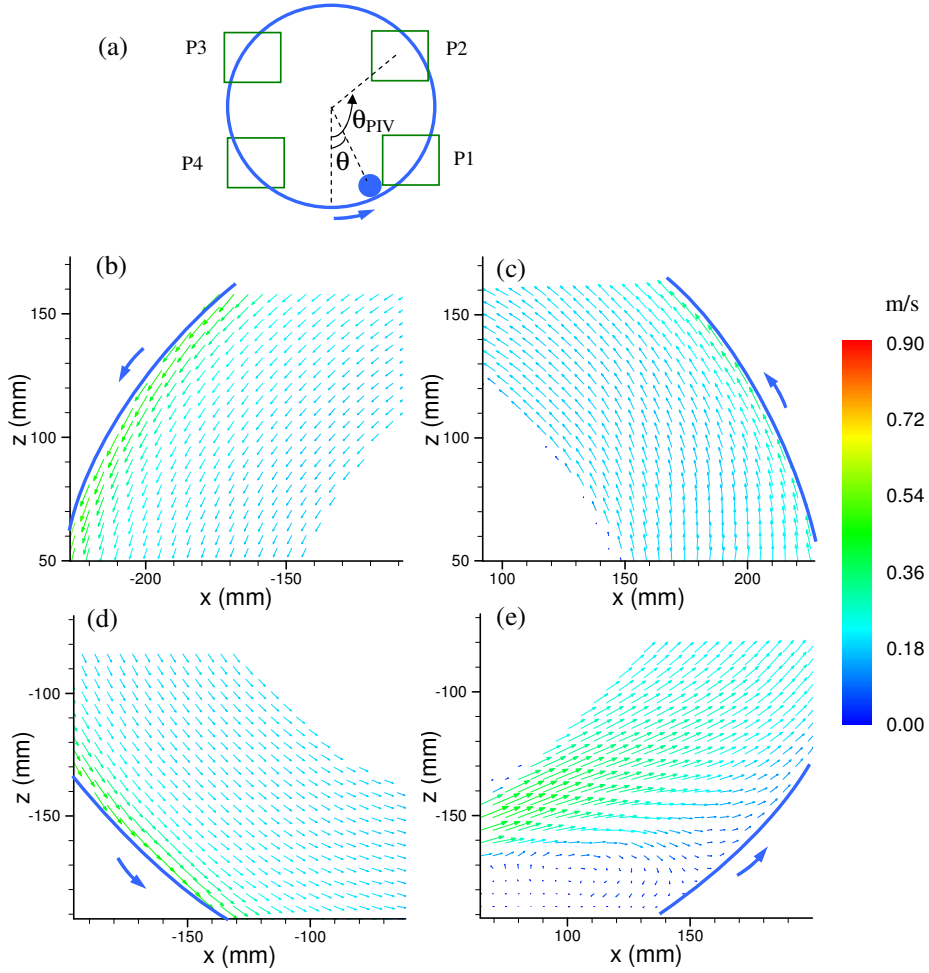 (a)
P3
P2
θPIV
θ
P4
P1
(b)
(c)
150
100
50
z (mm)
-200
-150
x (mm)
150
100
50
z (mm)
100
150
200
x (mm)
m/s
0.90
0.72
0.54
0.36
0.18
0.00
(d)
(e)
-100
-150
z (mm)
-150
-100
x (mm)
-100
-150
z (mm)
100
150
x (mm)